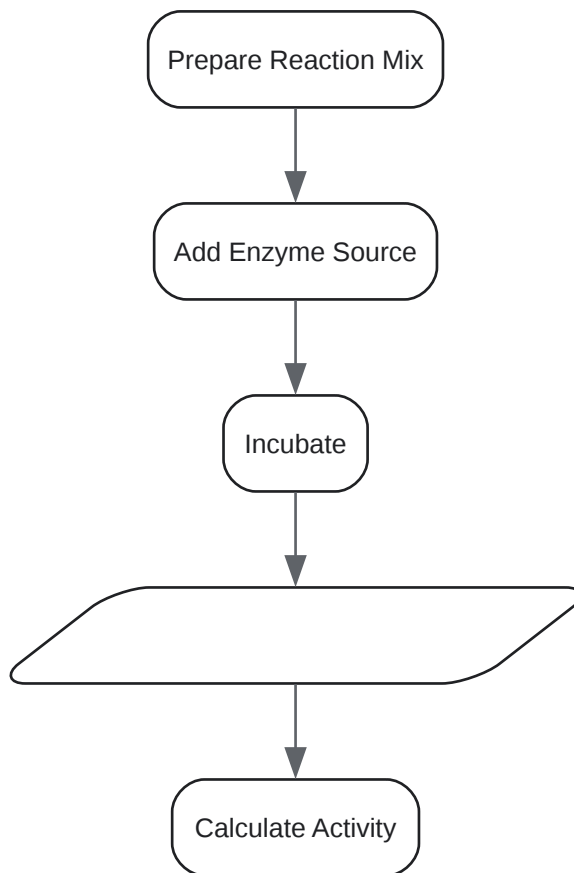 Prepare Reaction Mix
Add Enzyme Source
Incubate
Calculate Activity